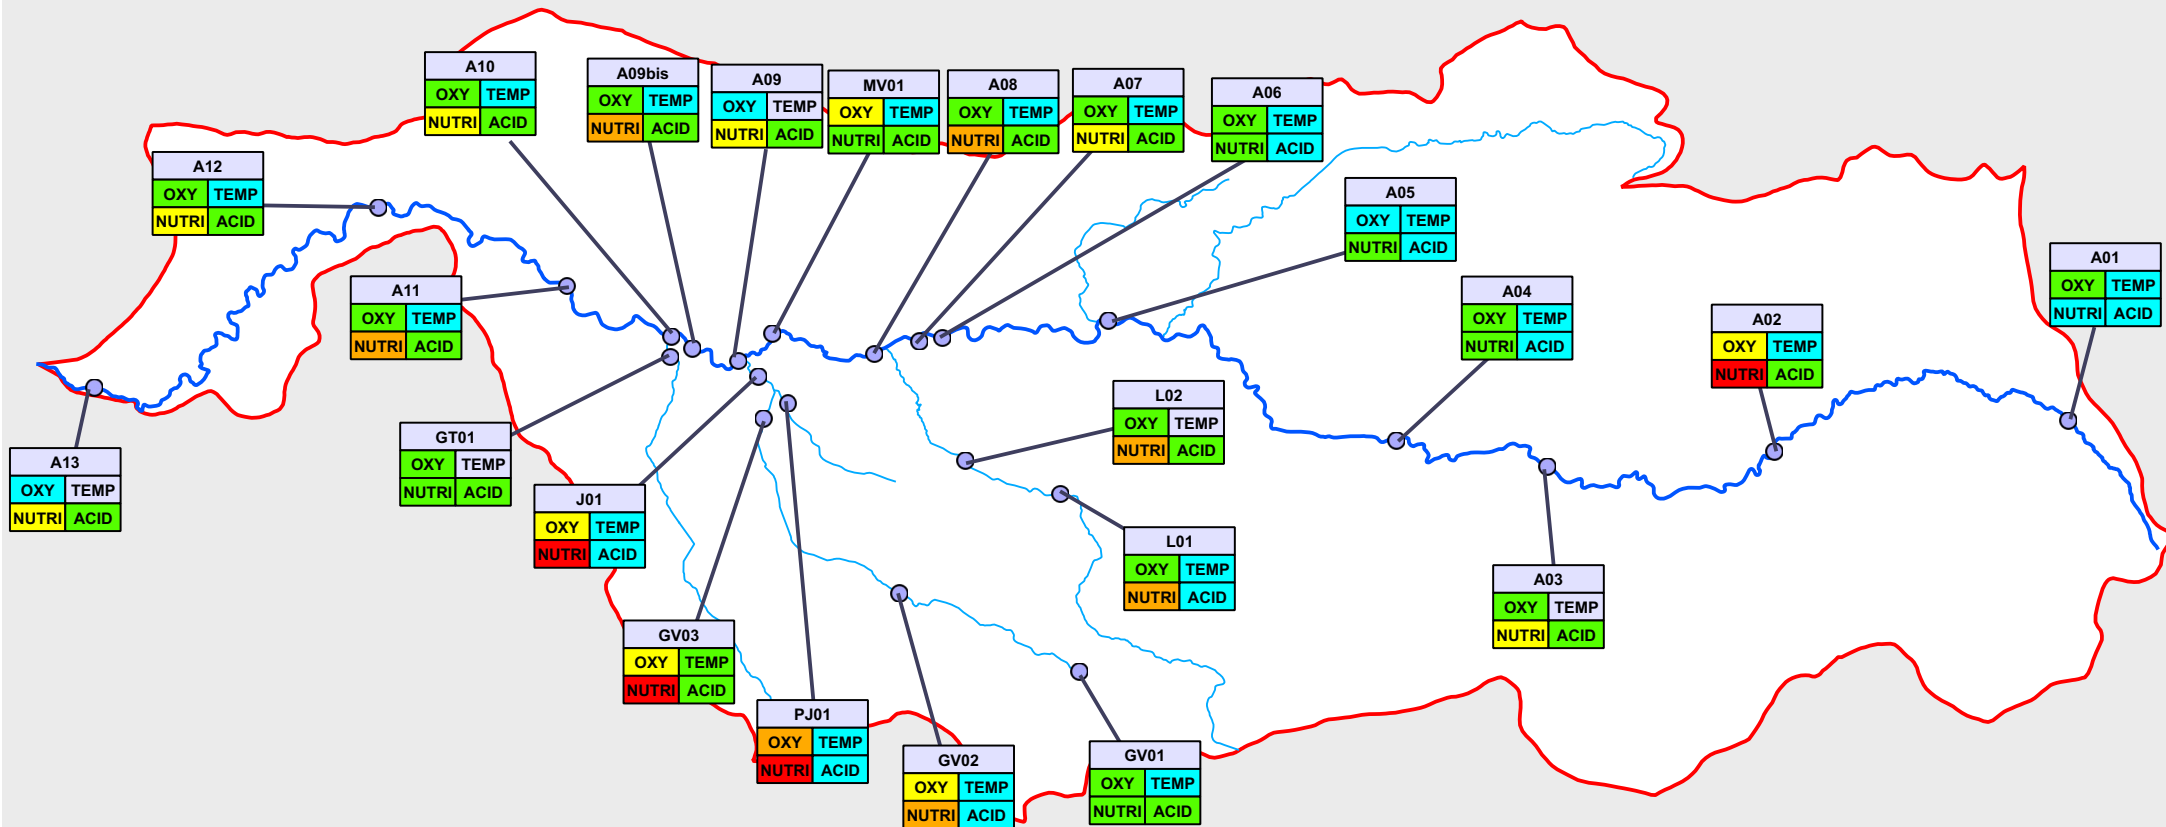 A10
OXY TEMP
NUTRI ACID
A09bis
OXY TEMP
NUTRI ACID
A09
OXY TEMP
NUTRI ACID
MV01
OXY TEMP
NUTRI ACID
A08
OXY TEMP
NUTRI ACID
A07
OXY TEMP
NUTRI ACID
A06
OXY TEMP
NUTRI ACID
A12
OXY TEMP
NUTRI ACID
A05
OXY TEMP
NUTRI ACID
A01
OXY TEMP
NUTRI ACID
A11
OXY TEMP
NUTRI ACID
A04
OXY TEMP
NUTRI ACID
A02
OXY TEMP
NUTRI ACID
L02
OXY TEMP
NUTRI ACID
GT01
OXY TEMP
NUTRI ACID
A13
OXY TEMP
NUTRI ACID
J01
OXY TEMP
NUTRI ACID
L01
OXY TEMP
NUTRI ACID
A03
OXY TEMP
NUTRI ACID
GV03
OXY TEMP
NUTRI ACID
PJ01
OXY TEMP
NUTRI ACID
GV02
OXY TEMP
NUTRI ACID
GV01
OXY TEMP
NUTRI ACID